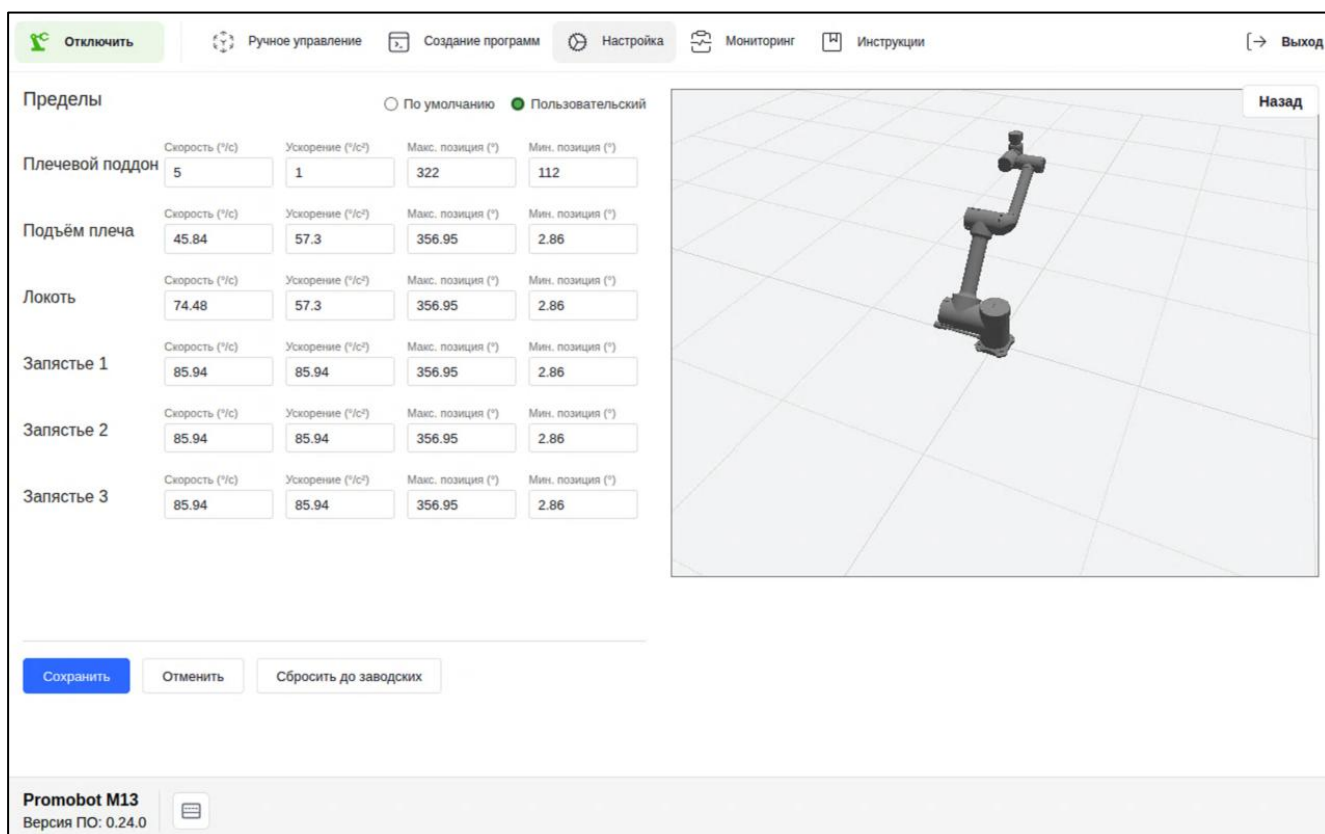 Отключить Ручное управление Создание программ Настройка Мониторинг Инструкции Выход
Пределы По умолчанию Пользовательский Назад
Скорость (°/с) Ускорение (°/с²) Макс. позиция (°) Мин. позиция (°)
Плечевой поддон 5 1 322 112
Скорость (°/с) Ускорение (°/с²) Макс. позиция (°) Мин. позиция (°)
Подъём плеча 45.84 57.3 356.95 2.86
Скорость (°/с) Ускорение (°/с²) Макс. позиция (°) Мин. позиция (°)
Локоть 74.48 57.3 356.95 2.86
Скорость (°/с) Ускорение (°/с²) Макс. позиция (°) Мин. позиция (°)
Запястье 1 85.94 85.94 356.95 2.86
Скорость (°/с) Ускорение (°/с²) Макс. позиция (°) Мин. позиция (°)
Запястье 2 85.94 85.94 356.95 2.86
Скорость (°/с) Ускорение (°/с²) Макс. позиция (°) Мин. позиция (°)
Запястье 3 85.94 85.94 356.95 2.86
Сохранить Отменить Сбросить до заводских
Promobot M13
Версия ПО: 0.24.0